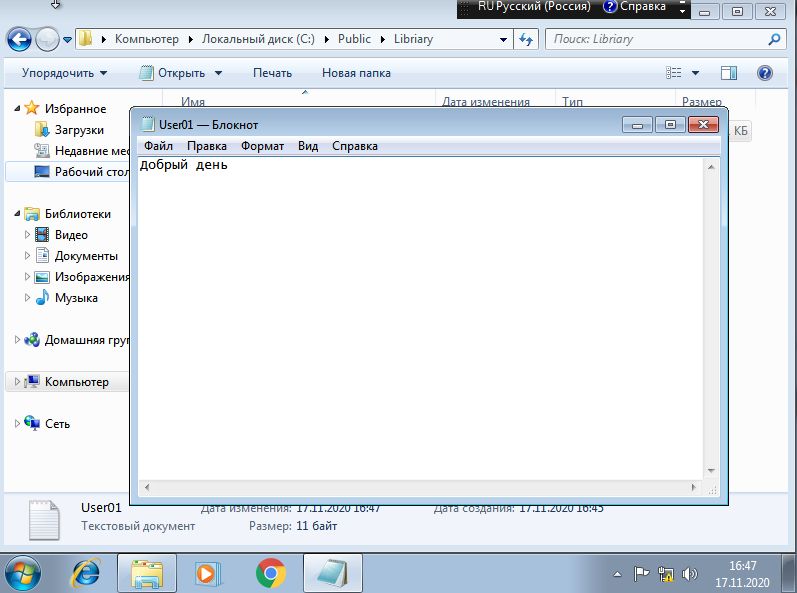 RU Русский (Россия) Справка
Компьютер Локальный диск (C:) Public Libriary
Поиск: Libriary
Упорядочить Открыть Печать Новая папка
Имя Дата изменения Тип Размер
КБ
Избранное
Загрузки
Недавние мес
Рабочий стол
Библиотеки
Видео
Документы
Изображения
Музыка
Домашняя груп
Компьютер
Сеть
User01 — Блокнот
Файл Правка Формат Вид Справка
Добрый день
User01 Дата изменения: 17.11.2020 16:47 Дата создания: 17.11.2020 16:45
Текстовый документ Размер: 11 байт
16:47
17.11.2020